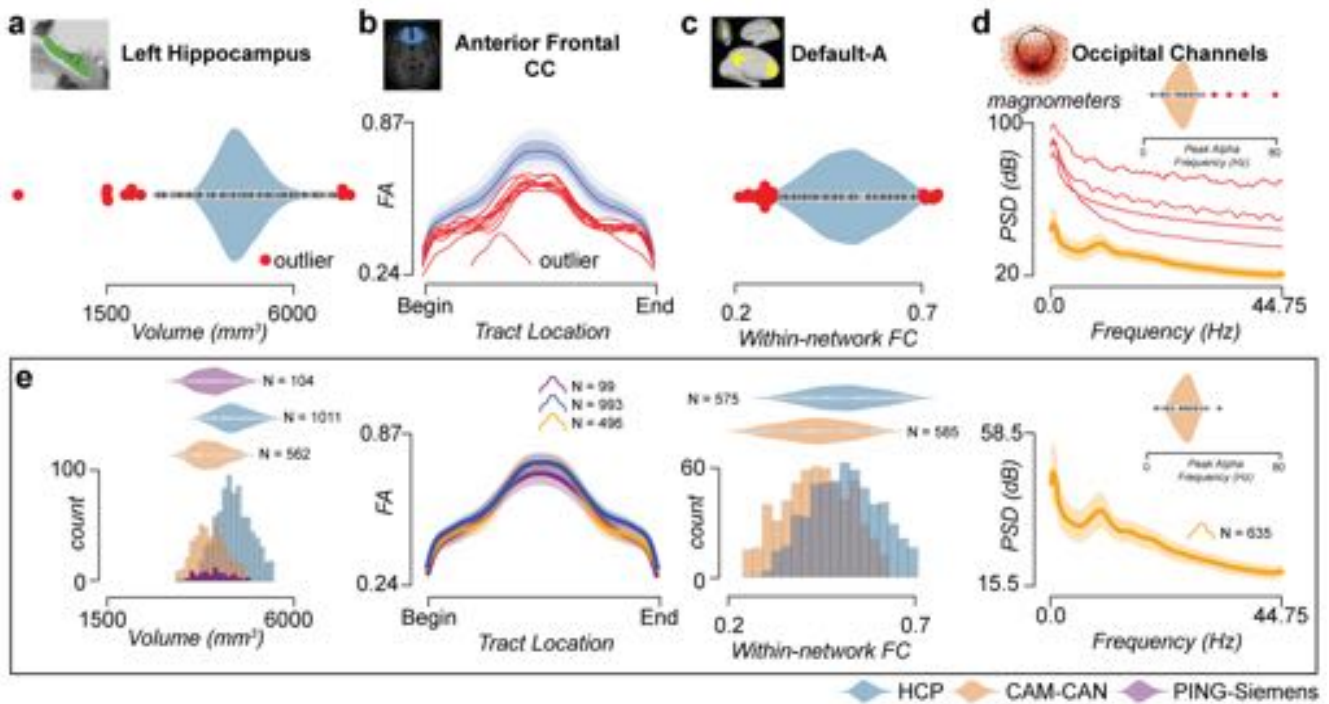 a
Left Hippocampus
outlier
1500
6000
Volume (mm³)
b
Anterior Frontal
CC
0.87
FA
0.24
outlier
Begin
End
Tract Location
c
Default-A
0.2
0.7
Within-network FC
d
Occipital Channels
magnometers
100
PSD (dB)
20
0
80
Peak Alpha
Frequency (Hz)
0.0
44.75
Frequency (Hz)
e
N = 104
N = 1011
N = 562
100
count
0
1500
6000
Volume (mm³)
N = 99
N = 993
N = 496
0.87
FA
0.24
Begin
End
Tract Location
N = 575
N = 585
60
count
0
0.2
0.7
Within-network FC
0
80
Peak Alpha
Frequency (Hz)
58.5
PSD (dB)
15.5
N = 635
0.0
44.75
Frequency (Hz)
HCP
CAM-CAN
PING-Siemens